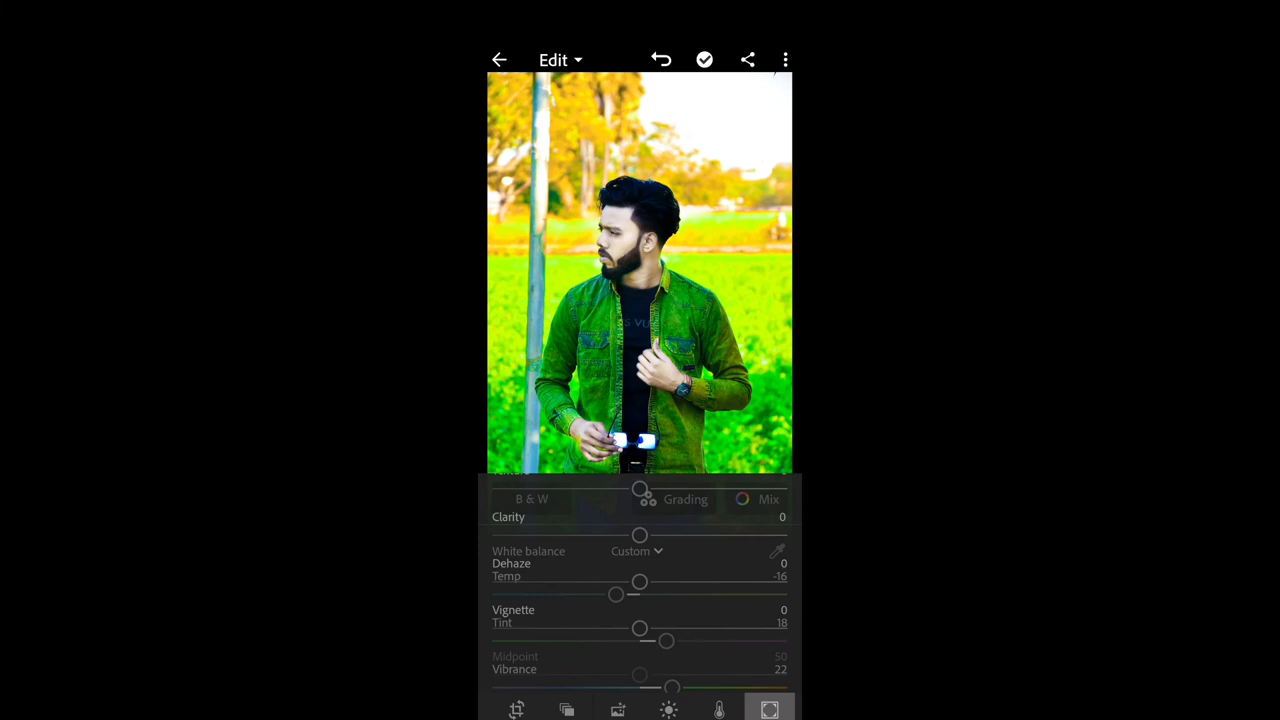 Edit
B & W Grading Mix
Clarity 0
White balance Custom
Dehaze 0
Temp -16
Vignette 0
Tint 18
Midpoint 50
Vibrance 22